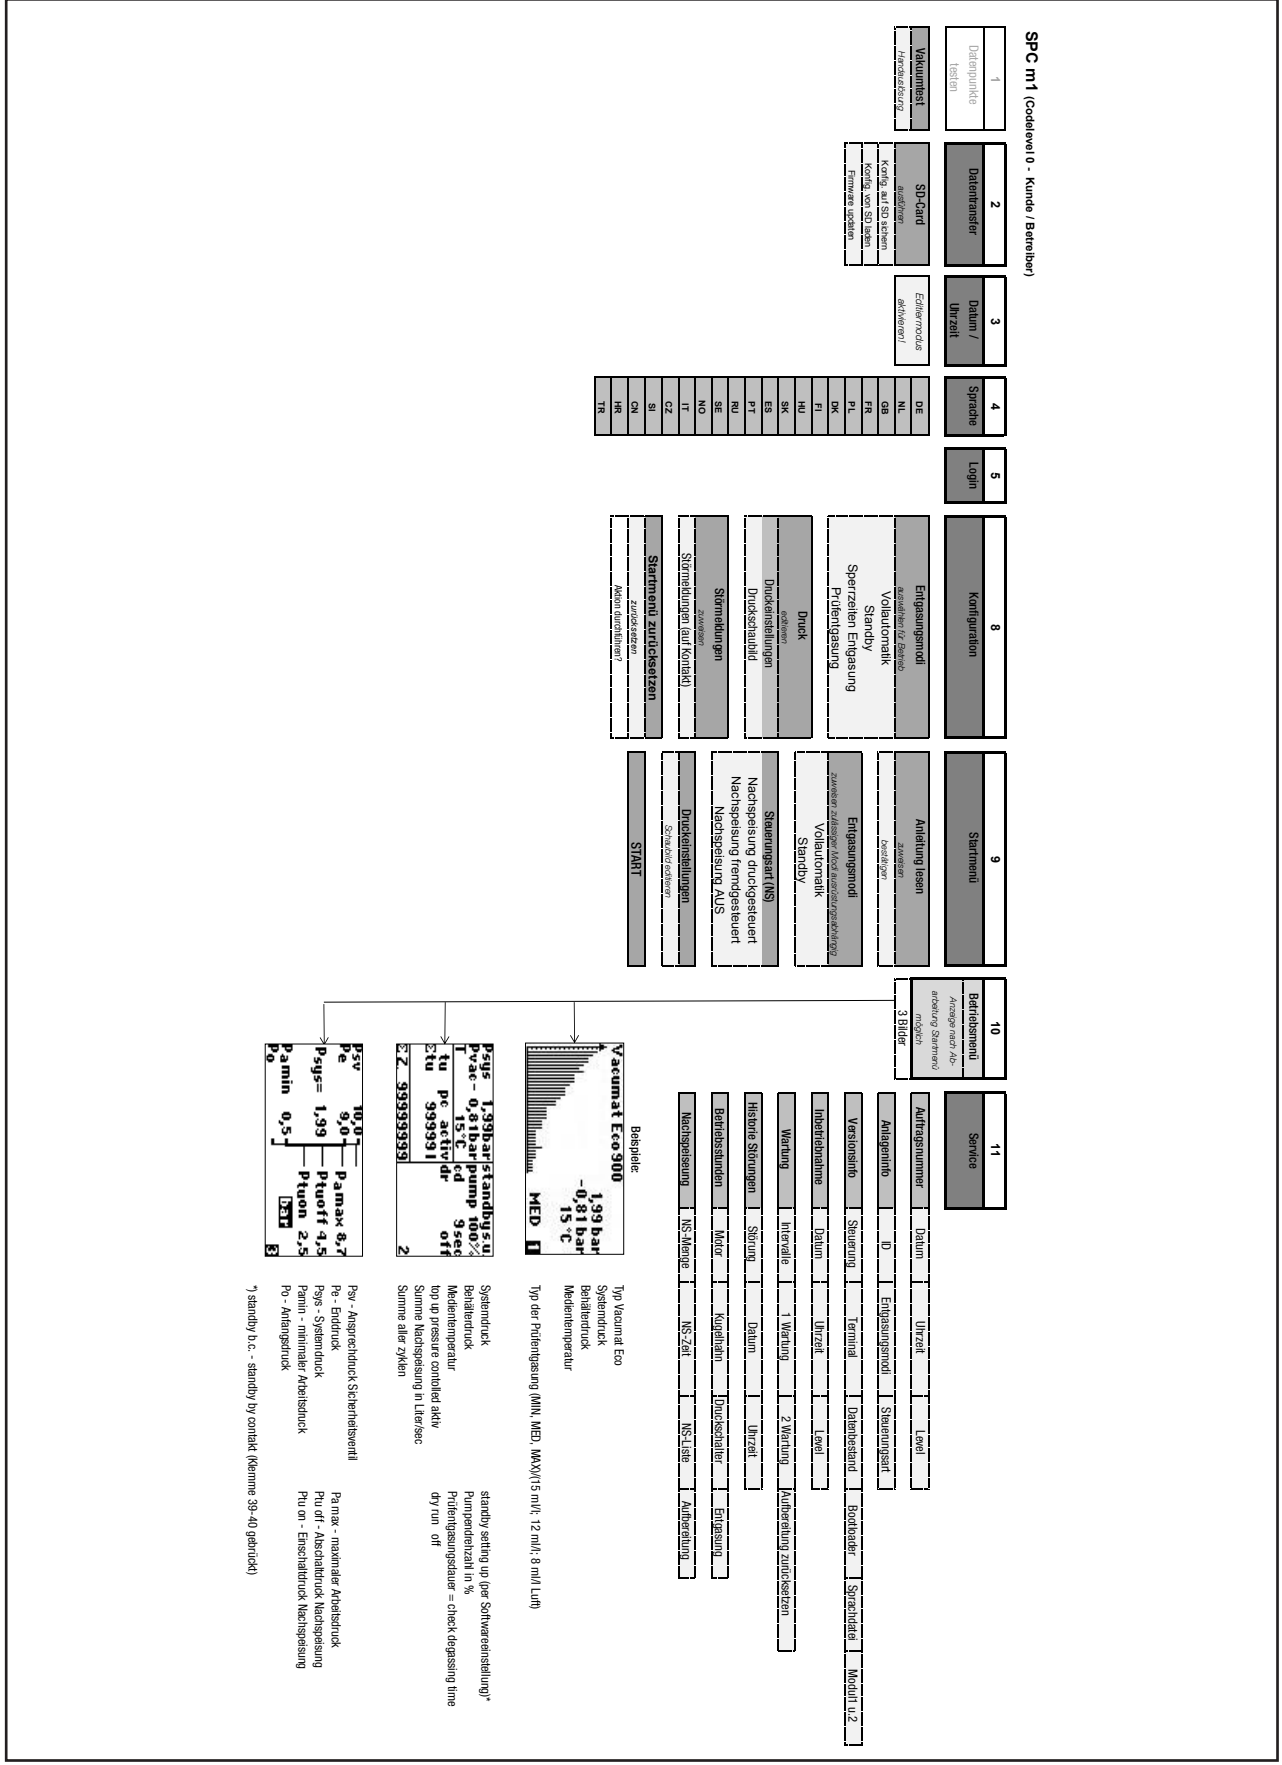 SPC m1 (Codelevel 0 - Kunde / Betreiber)
1
Datenpunkte
testen
Vakuumtest
Handauslösung
2
Datentransfer
SD-Card
ausführen
Konfig. auf SD sichern
Konfig. von SD laden
Firmware updaten
3
Datum /
Uhrzeit
Editiermodus
aktivieren!
4
Sprache
DE
NL
GB
FR
PL
DK
FI
HU
SK
ES
PT
RU
SE
NO
IT
CZ
SI
CN
HR
TR
5
Login
8
Konfiguration
Entgasungsmodi
auswählen für Betrieb
Vollautomatik
Standby
Sperrzeiten Entgasung
Prüfentgasung
Druck
editieren
Druckeinstellungen
Druckschaubild
Störmeldungen
zuweisen
Störmeldungen (auf Kontakt)
Startmenü zurücksetzen
zurücksetzen
Aktion durchführen?
9
Startmenü
Anleitung lesen
zuweisen
bestätigen
Entgasungsmodi
zuweisen zulässiger Modi ausrüstungsabhängig
Vollautomatik
Standby
Steuerungsart (NS)
Nachspeisung druckgesteuert
Nachspeisung fremdgesteuert
Nachspeisung AUS
Druckeinstellungen
Schaubild editieren
START
10
Betriebsmenü
Anzeige nach Ab-
arbeitung Startmenü
möglich
3 Bilder
11
Service
Auftragsnummer Datum Uhrzeit Level
Anlageninfo ID Entgasungsmodi Steuerungsart
Versionsinfo Steuerung Terminal Datenbestand Bootloader Sprachdatei Modul1 u.2
Inbetriebnahme Datum Uhrzeit Level
Wartung Intervalle 1 Wartung 2 Wartung Aufbereitung zurücksetzen
Historie Störungen Störung Datum Uhrzeit
Betriebsstunden Motor Kugelhahn Druckschalter Entgasung
Nachspeiseung NS-Menge NS-Zeit NS-Liste Aufbereitung
Beispiele:
Vacumat Eco 900
1,99 bar
-0,81 bar
15 °C
MED 1
Typ Vacumat Eco
Systemdruck
Behälterdruck
Medientemperatur
Typ der Prüfentgasung (MIN, MED, MAX)/(15 ml/l; 12 ml/l; 8 ml/l Luft)
Psys 1,99bar standby s.u
Pvac- 0,81bar pump 100%
T 15°C cd 9sec
tu pc activ dr off
Σtu 999991
ΣZ 99999999 2
Systemdruck
Behälterdruck
Medientemperatur
top up pressure contolled aktiv
Summe Nachspeisung in Liter/sec
Summe aller zyklen
standby setting up (per Softwareeinstellung)*
Pumpendrehzahl in %
Prüfentgasungsdauer = check degassing time
dry run off
Psv 10,0
Pe 9,0
Pamax 8,7
Psys= 1,99
Ptuoff 4,5
Ptuon 2,5
Pamin 0,5
Po
bar 3
Psv - Ansprechdruck Sicherheitsventil
Pe - Enddruck
Psys - Systemdruck
Pamin - minimaler Arbeitsdruck
Po - Anfangsdruck
Pa max - maximaler Arbeitsdruck
Ptu off - Abschaltdruck Nachspeisung
Ptu on - Einschaltdruck Nachspeisung
*) standby b.c. - standby by contakt (Klemme 39-40 gebrückt)